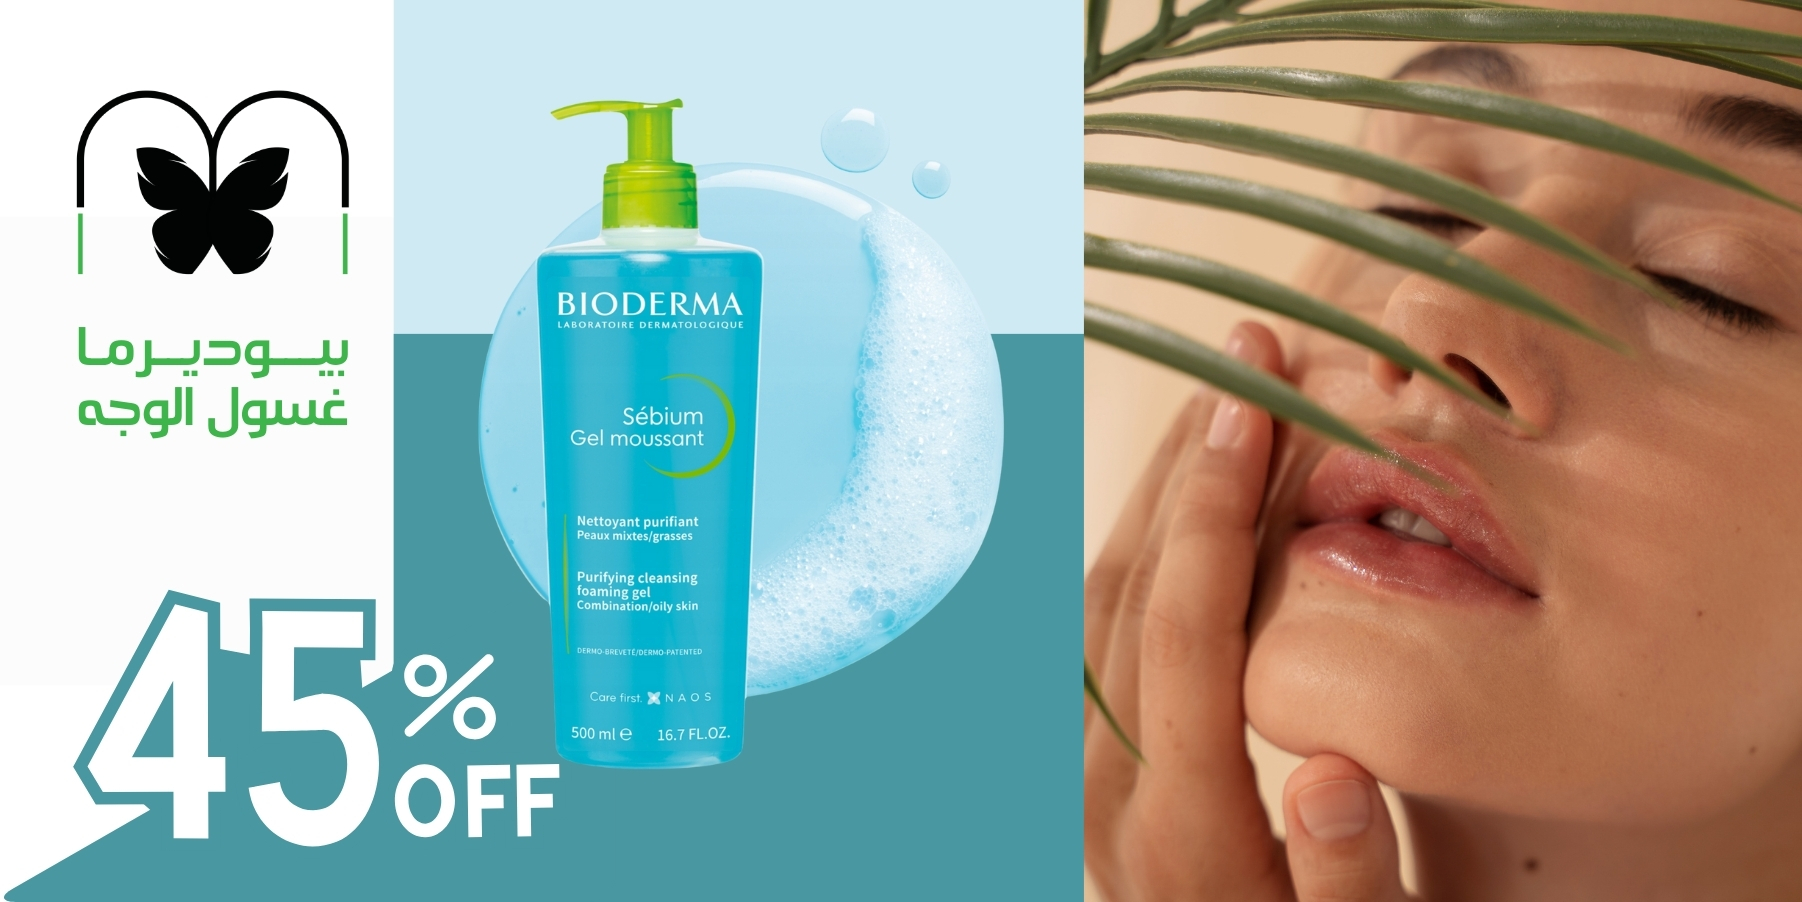 بيوديرما
غسول الوجه
45%
OFF
BIODERMA
LABORATOIRE DERMATOLOGIQUE
Sébium
Gel moussant
Nettoyant purifiant
Peaux mixtes/grasses
Purifying cleansing
foaming gel
Combination/oily skin
DERMO-BREVETÉ/DERMO-PATENTED
Care first. NAOS
500 ml ℮ 16.7 FL.OZ.